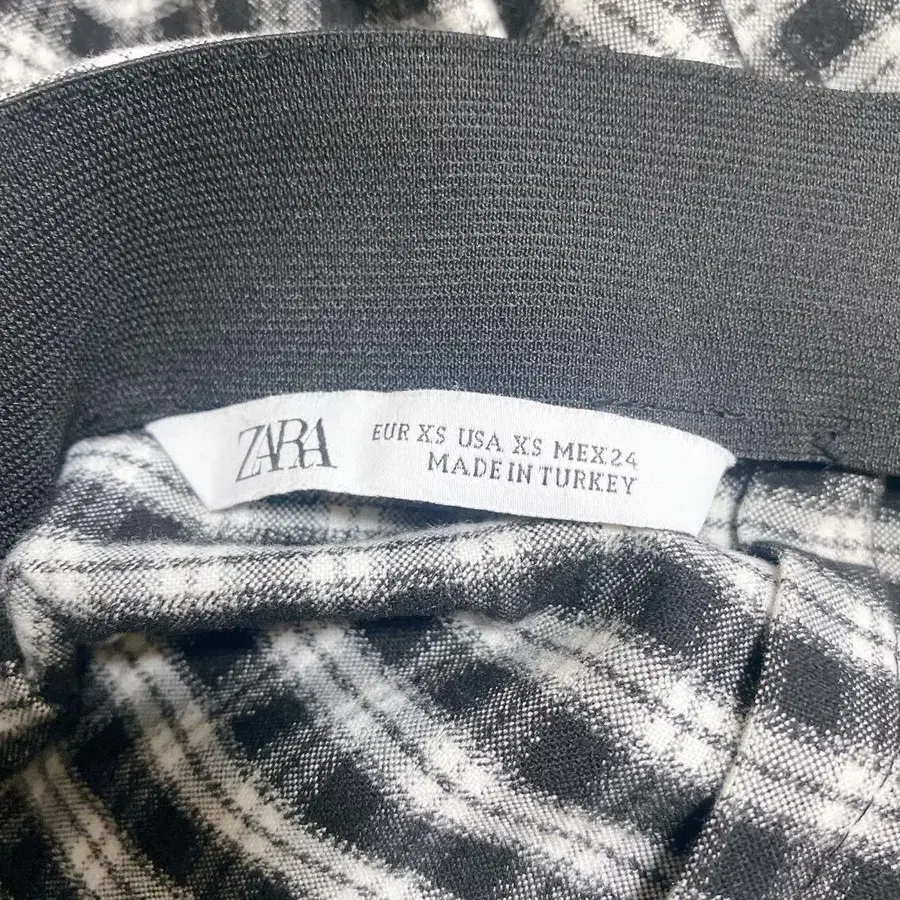 ZARA
EUR XS USA XS MEX 24
MADE IN TURKEY